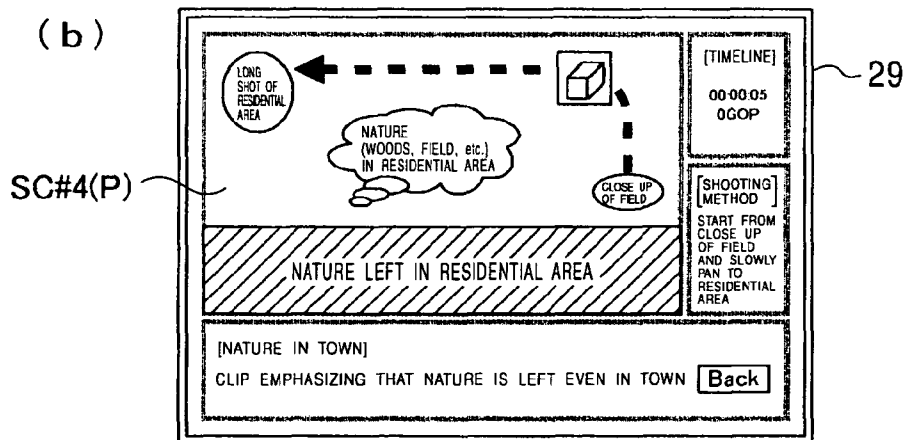 (b)
LONG
SHOT OF
RESIDENTIAL
AREA
NATURE
(WOODS, FIELD, etc.)
IN RESIDENTIAL AREA
CLOSE UP
OF FIELD
SC#4(P)
NATURE LEFT IN RESIDENTIAL AREA
[TIMELINE]
00:00:05
0GOP
29
[SHOOTING
METHOD]
START FROM
CLOSE UP
OF FIELD
AND SLOWLY
PAN TO
RESIDENTIAL
AREA
[NATURE IN TOWN]
CLIP EMPHASIZING THAT NATURE IS LEFT EVEN IN TOWN Back